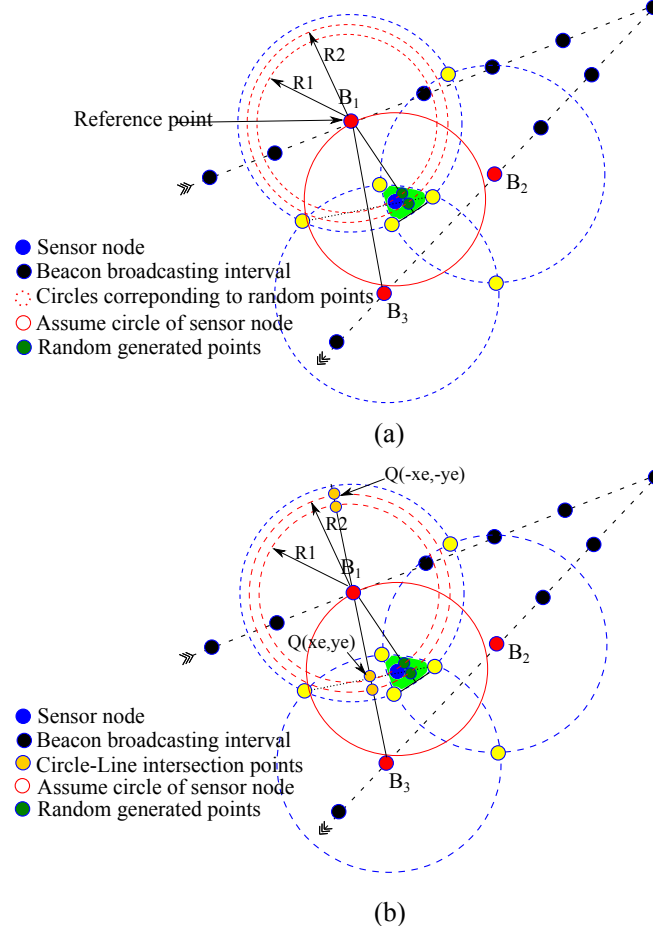 R2
R1
B1
Reference point
B2
B3
Sensor node
Beacon broadcasting interval
Circles correponding to random points
Assume circle of sensor node
Random generated points
(a)
Q(-xe,-ye)
R2
R1
B1
Q(xe,ye)
B2
B3
Sensor node
Beacon broadcasting interval
Circle-Line intersection points
Assume circle of sensor node
Random generated points
(b)